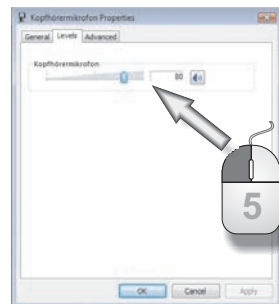 Kopfhörermikrofon Properties
General Levels Advanced
Kopfhörermikrofon
80
5
OK Cancel Apply